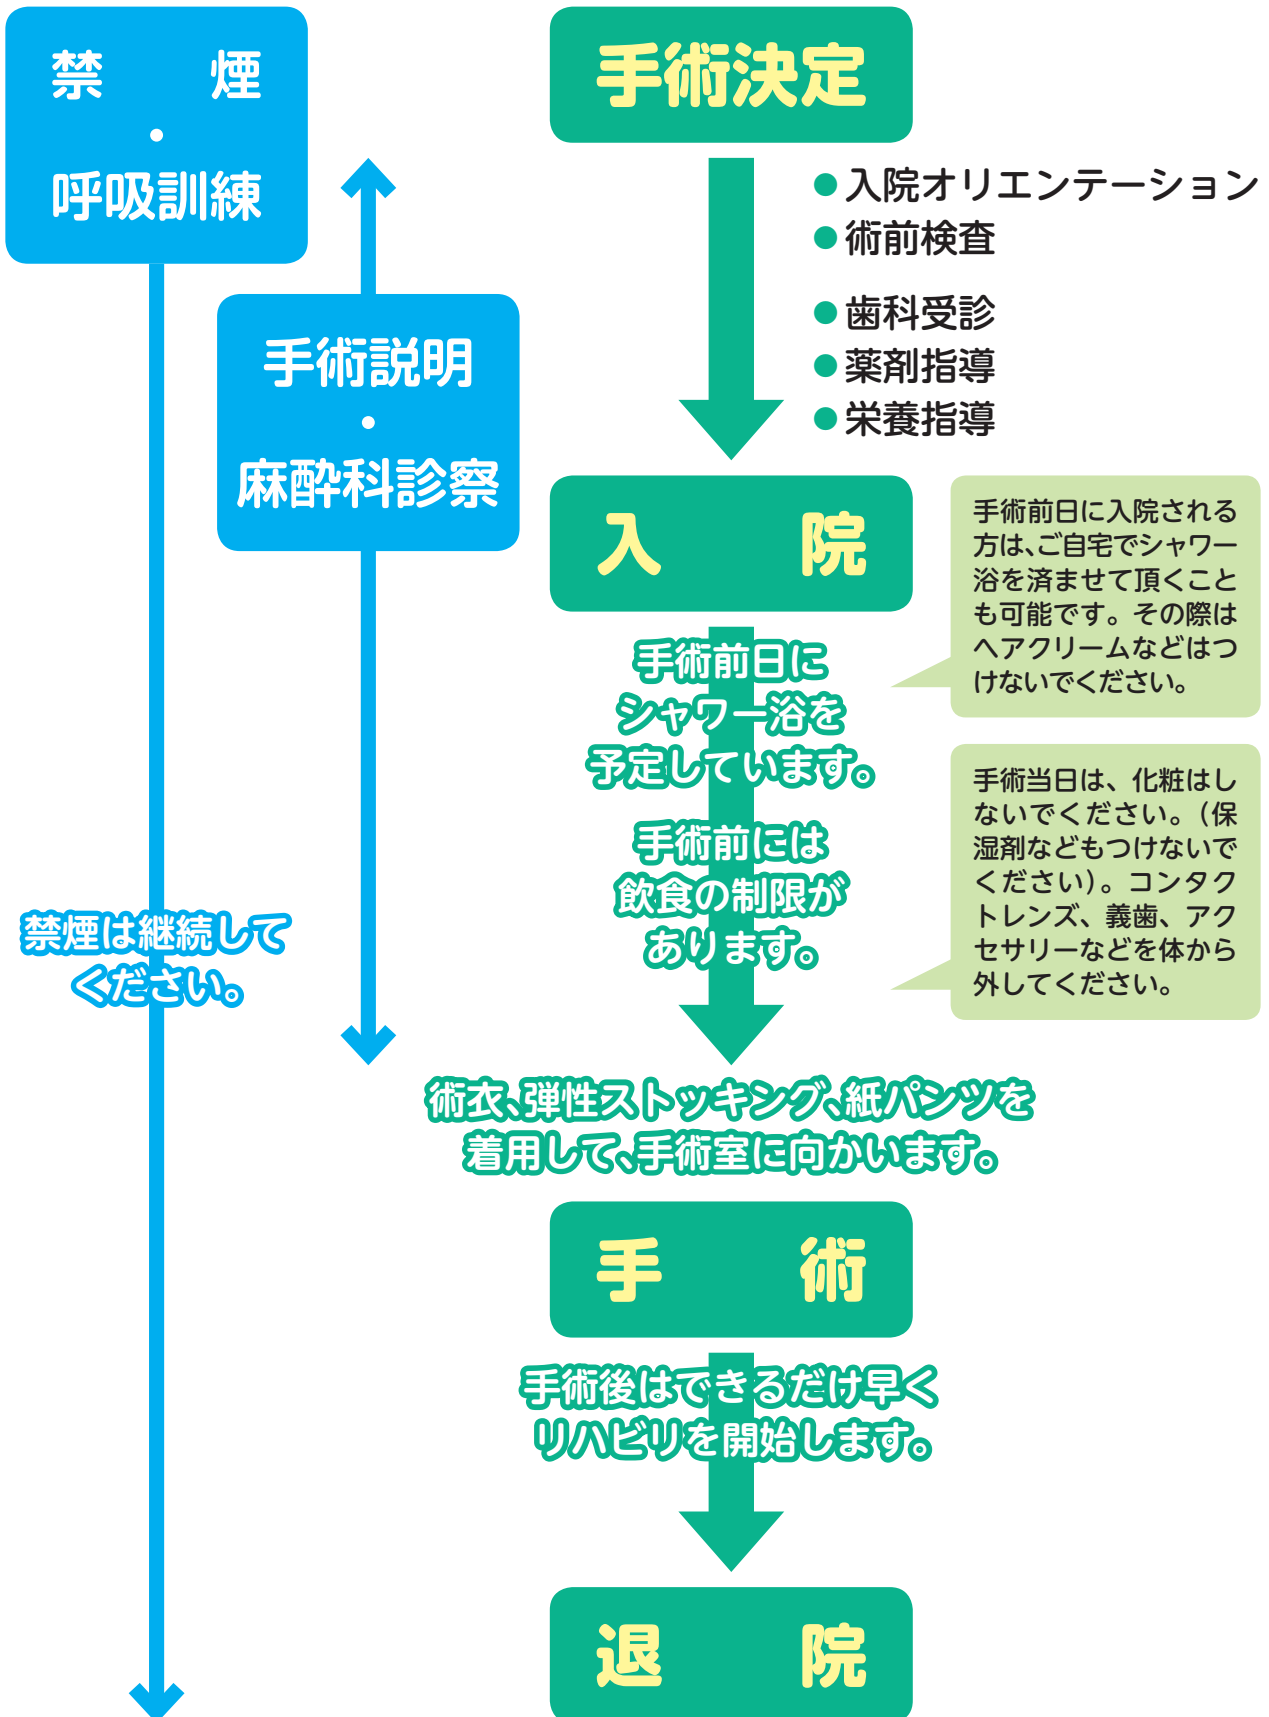 禁煙
・
呼吸訓練
手術説明
・
麻酔科診察
禁煙は継続して
ください。
手術決定
●入院オリエンテーション
●術前検査
●歯科受診
●薬剤指導
●栄養指導
入院
手術前日に
シャワー浴を
予定しています。
手術前には
飲食の制限が
あります。
手術前日に入院される
方は、ご自宅でシャワー
浴を済ませて頂くこと
も可能です。その際は
ヘアクリームなどはつ
けないでください。
手術当日は、化粧はし
ないでください。（保
湿剤などもつけないで
ください）。コンタク
トレンズ、義歯、アク
セサリーなどを体から
外してください。
術衣、弾性ストッキング、紙パンツを
着用して、手術室に向かいます。
手術
手術後はできるだけ早く
リハビリを開始します。
退院